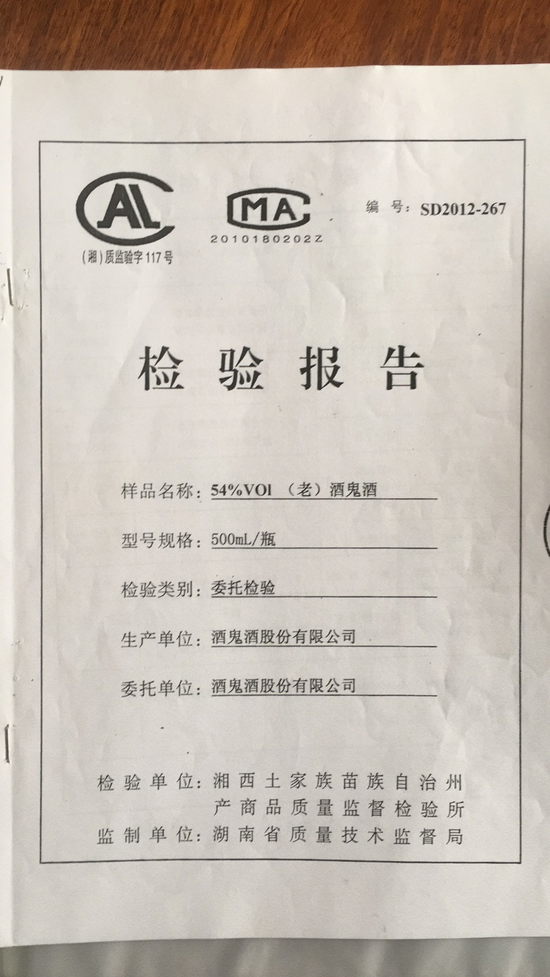 CAL
CMA
编 号: SD2012-267
2010180202Z
(湘)质监验字117号
检验报告
样品名称: 54%VOl (老)酒鬼酒
型号规格: 500mL/瓶
检验类别: 委托检验
生产单位: 酒鬼酒股份有限公司
委托单位: 酒鬼酒股份有限公司
检验单位: 湘西土家族苗族自治州
产商品质量监督检验所
监制单位: 湖南省质量技术监督局